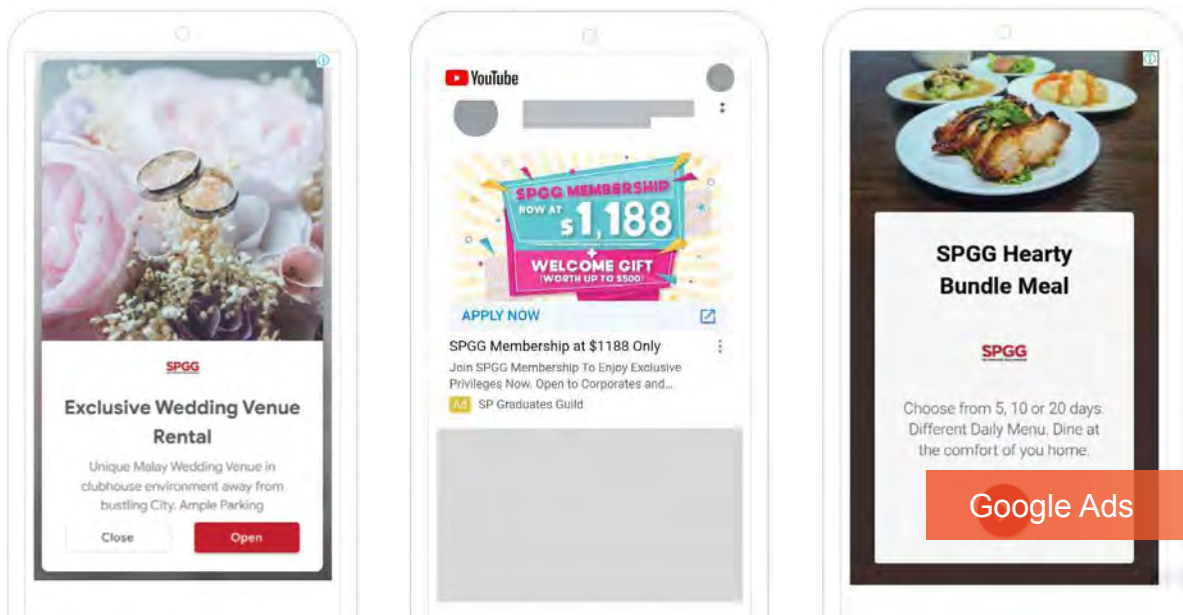 SPGG
Exclusive Wedding Venue
Rental
Unique Malay Wedding Venue in
clubhouse environment away from
bustling City. Ample Parking
Close
Open
YouTube
SPGG MEMBERSHIP
NOW AT
$1,188
+
WELCOME GIFT
(WORTH UP TO $500)
APPLY NOW
SPGG Membership at $1188 Only
Join SPGG Membership To Enjoy Exclusive
Privileges Now. Open to Corporates and...
Ad SP Graduates Guild
SPGG Hearty
Bundle Meal
SPGG
Choose from 5, 10 or 20 days.
Different Daily Menu. Dine at
the comfort of you home.
Google Ads